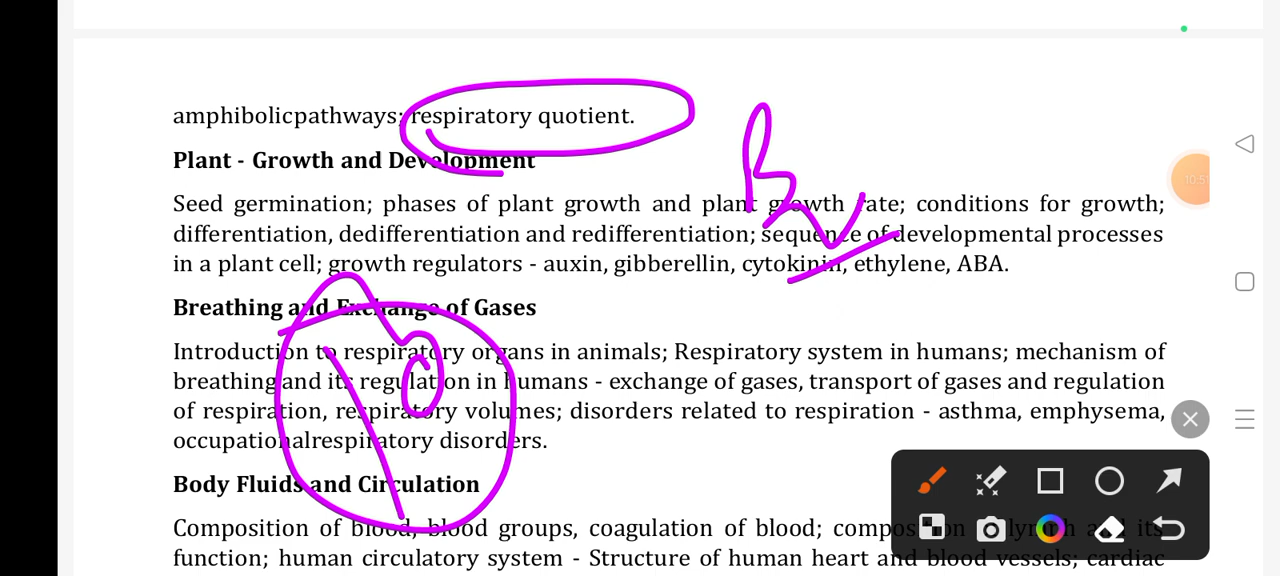 amphibolicpathways; respiratory quotient.
Plant - Growth and Development
Seed germination; phases of plant growth and plant growth rate; conditions for growth;
differentiation, dedifferentiation and redifferentiation; sequence of developmental processes
in a plant cell; growth regulators - auxin, gibberellin, cytokinin, ethylene, ABA.
Breathing and Exchange of Gases
Introduction to respiratory organs in animals; Respiratory system in humans; mechanism of
breathing and its regulation in humans - exchange of gases, transport of gases and regulation
of respiration, respiratory volumes; disorders related to respiration - asthma, emphysema,
occupationalrespiratory disorders.
Body Fluids and Circulation
Composition of blood, blood groups, coagulation of blood; composition of lymph and its
function; human circulatory system - Structure of human heart and blood vessels; cardiac